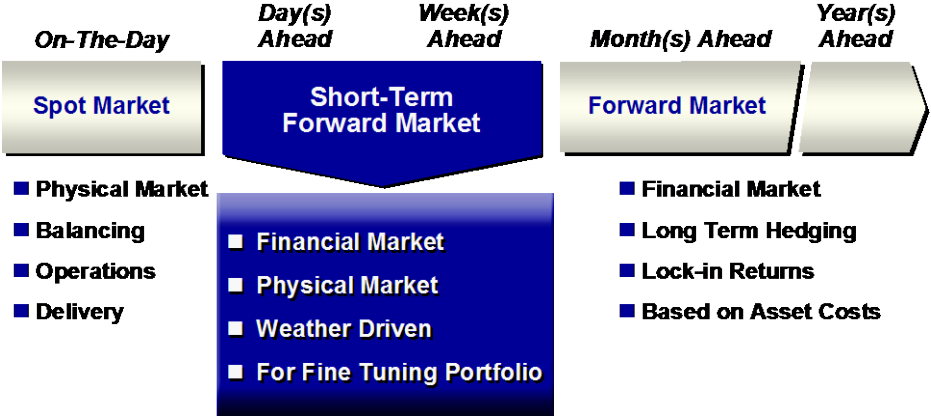 On-The-Day
Day(s)
Ahead
Week(s)
Ahead
Month(s) Ahead
Year(s)
Ahead
Spot Market
Short-Term
Forward Market
Forward Market
Physical Market
Balancing
Operations
Delivery
Financial Market
Physical Market
Weather Driven
For Fine Tuning Portfolio
Financial Market
Long Term Hedging
Lock-in Returns
Based on Asset Costs